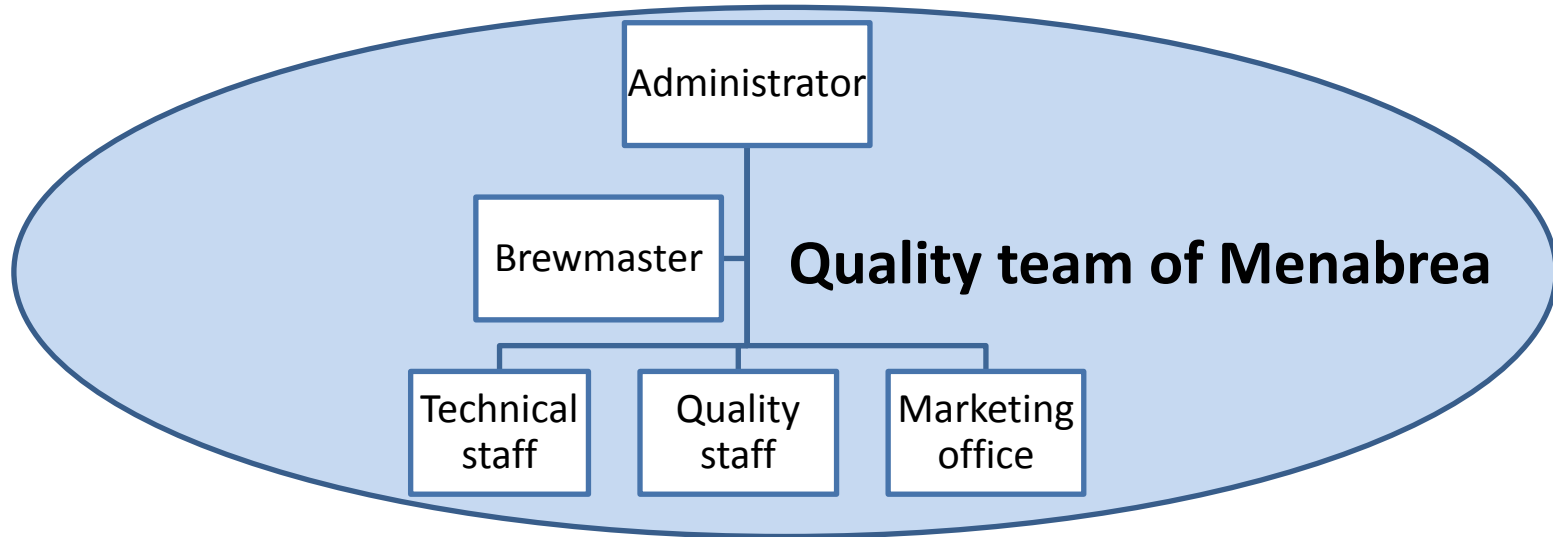 Administrator
Brewmaster
Quality team of Menabrea
Technical
staff
Quality
staff
Marketing
office